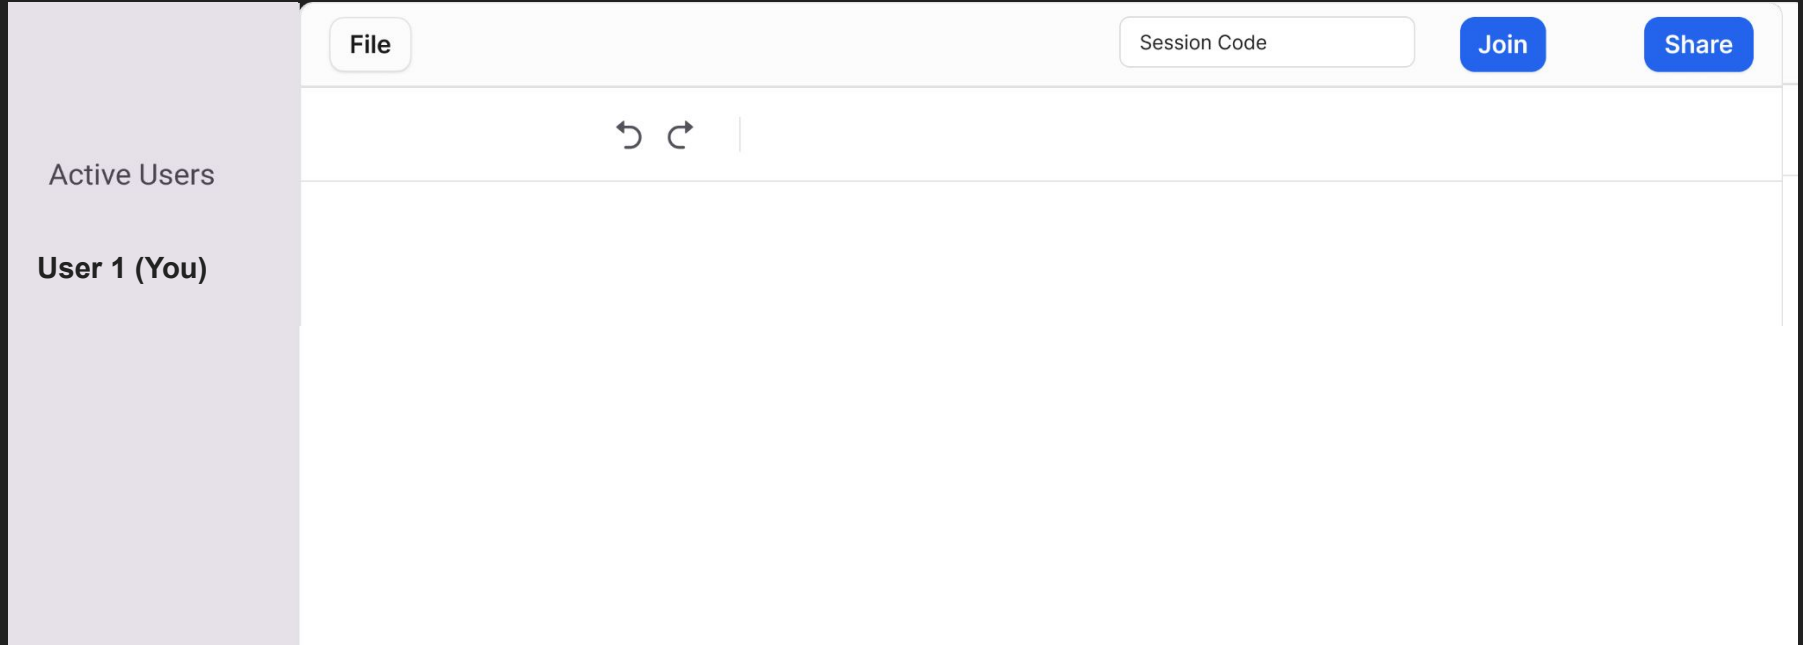 File
Session Code
Join
Share
Active Users
User 1 (You)